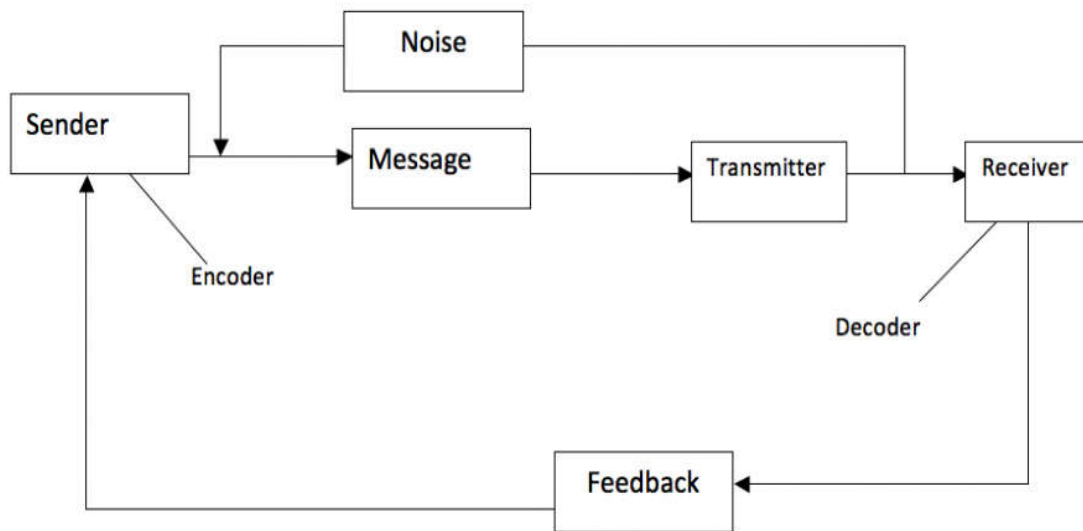 Noise
Sender
Message
Transmitter
Receiver
Encoder
Decoder
Feedback